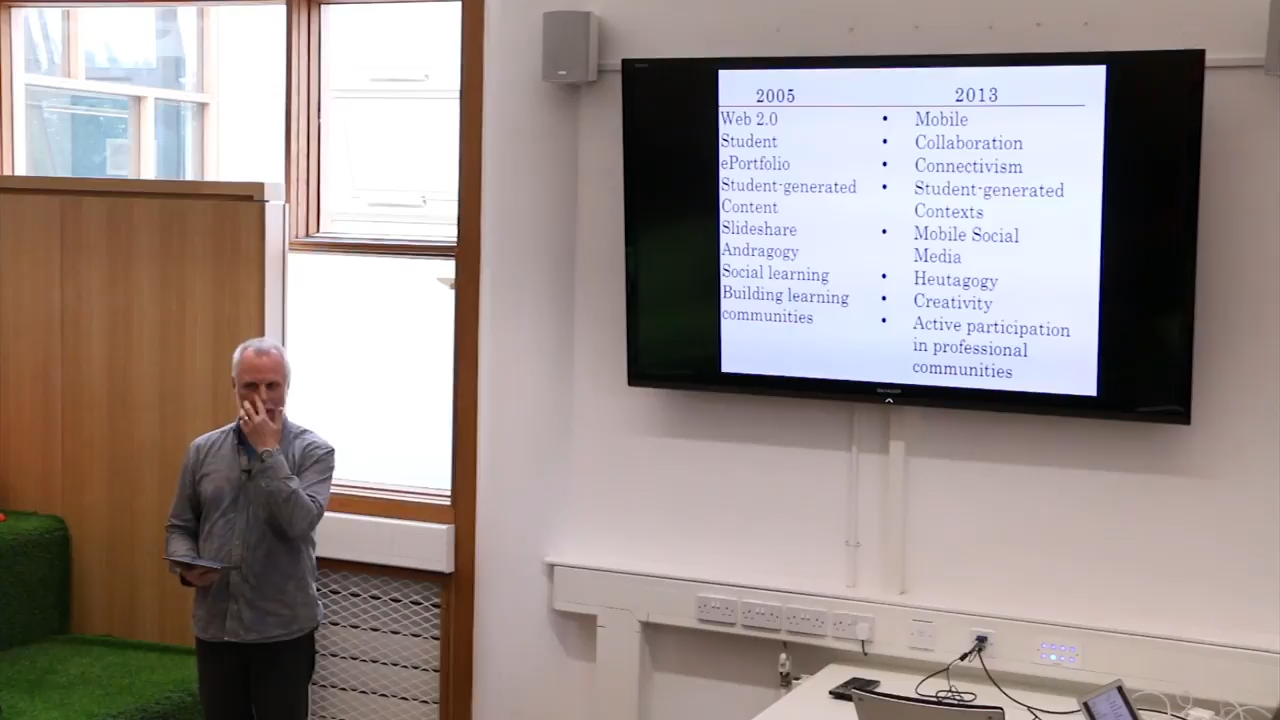 2005
Web 2.0
Student
ePortfolio
Student-generated
Content
Slideshare
Andragogy
Social learning
Building learning
communities
2013
• Mobile
• Collaboration
• Connectivism
• Student-generated
Contexts
• Mobile Social
Media
• Heutagogy
• Creativity
• Active participation
in professional
communities